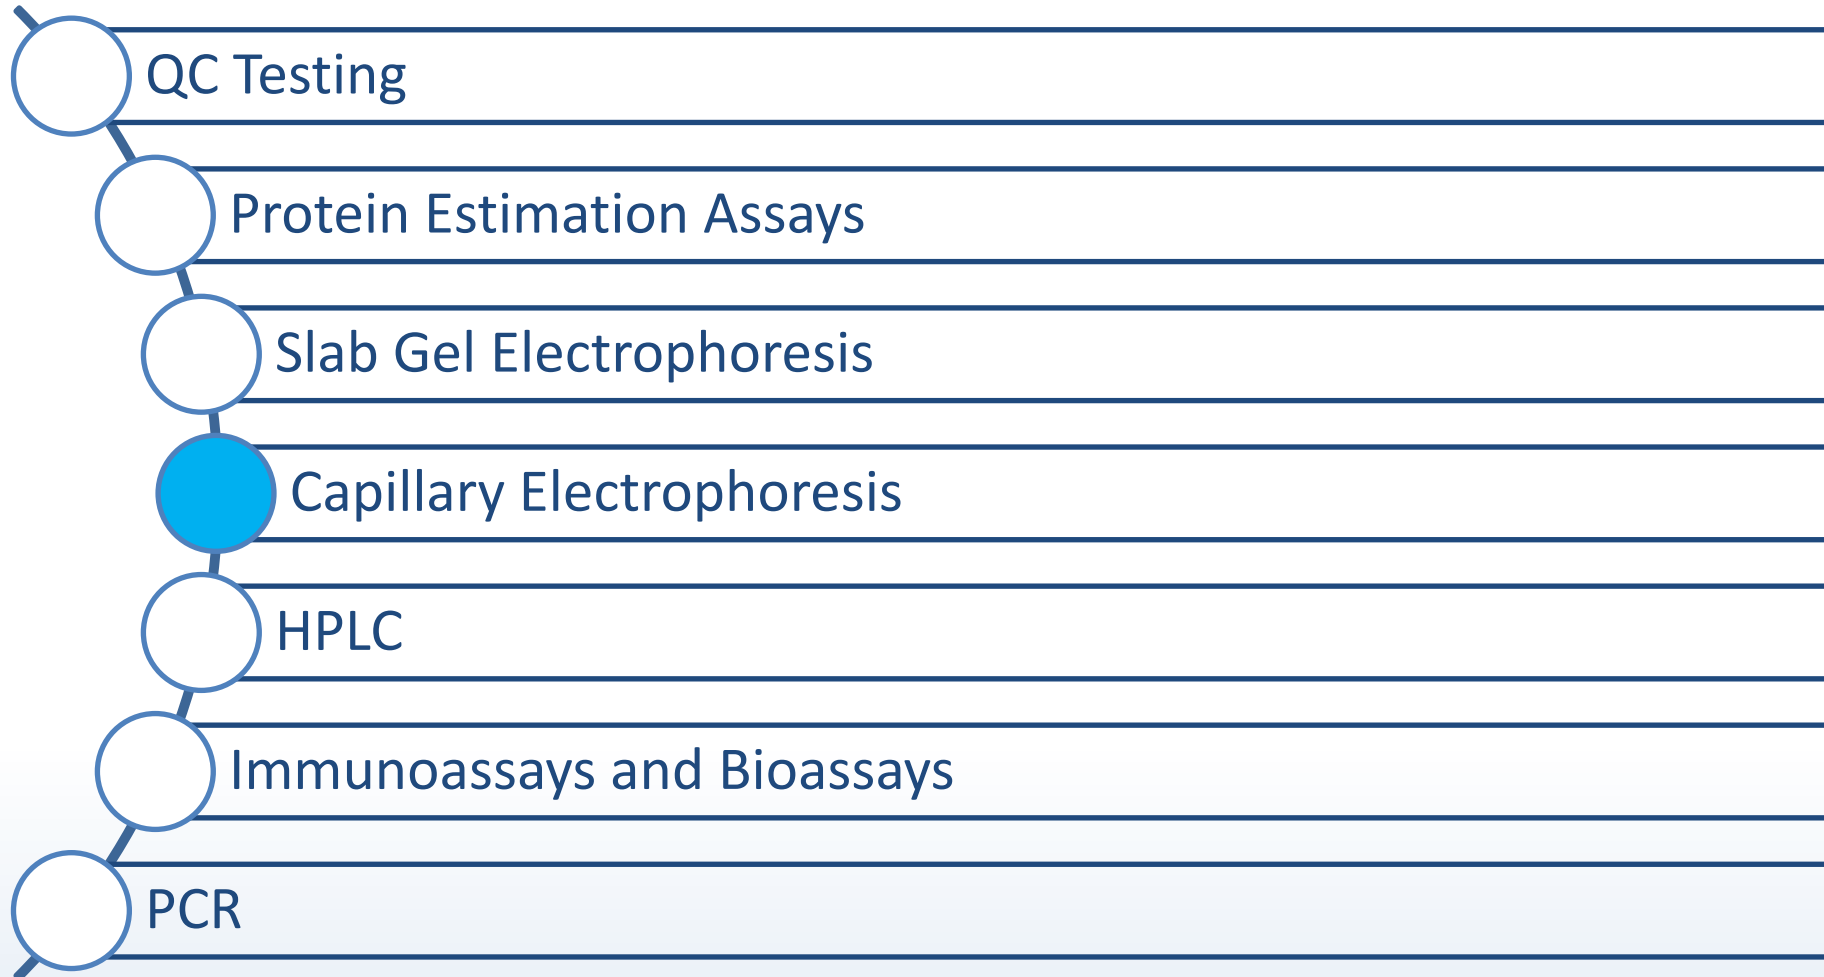 QC Testing
Protein Estimation Assays
Slab Gel Electrophoresis
Capillary Electrophoresis
HPLC
Immunoassays and Bioassays
PCR